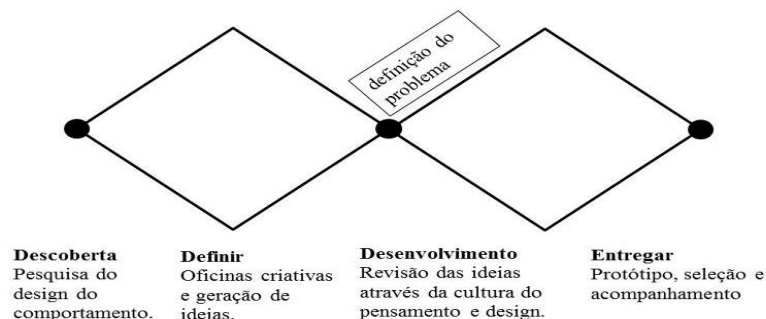 definição do
problema
Descoberta
Pesquisa do
design do
comportamento.
Definir
Oficinas criativas
e geração de
ideias.
Desenvolvimento
Revisão das ideias
através da cultura do
pensamento e design.
Entregar
Protótipo, seleção e
acompanhamento